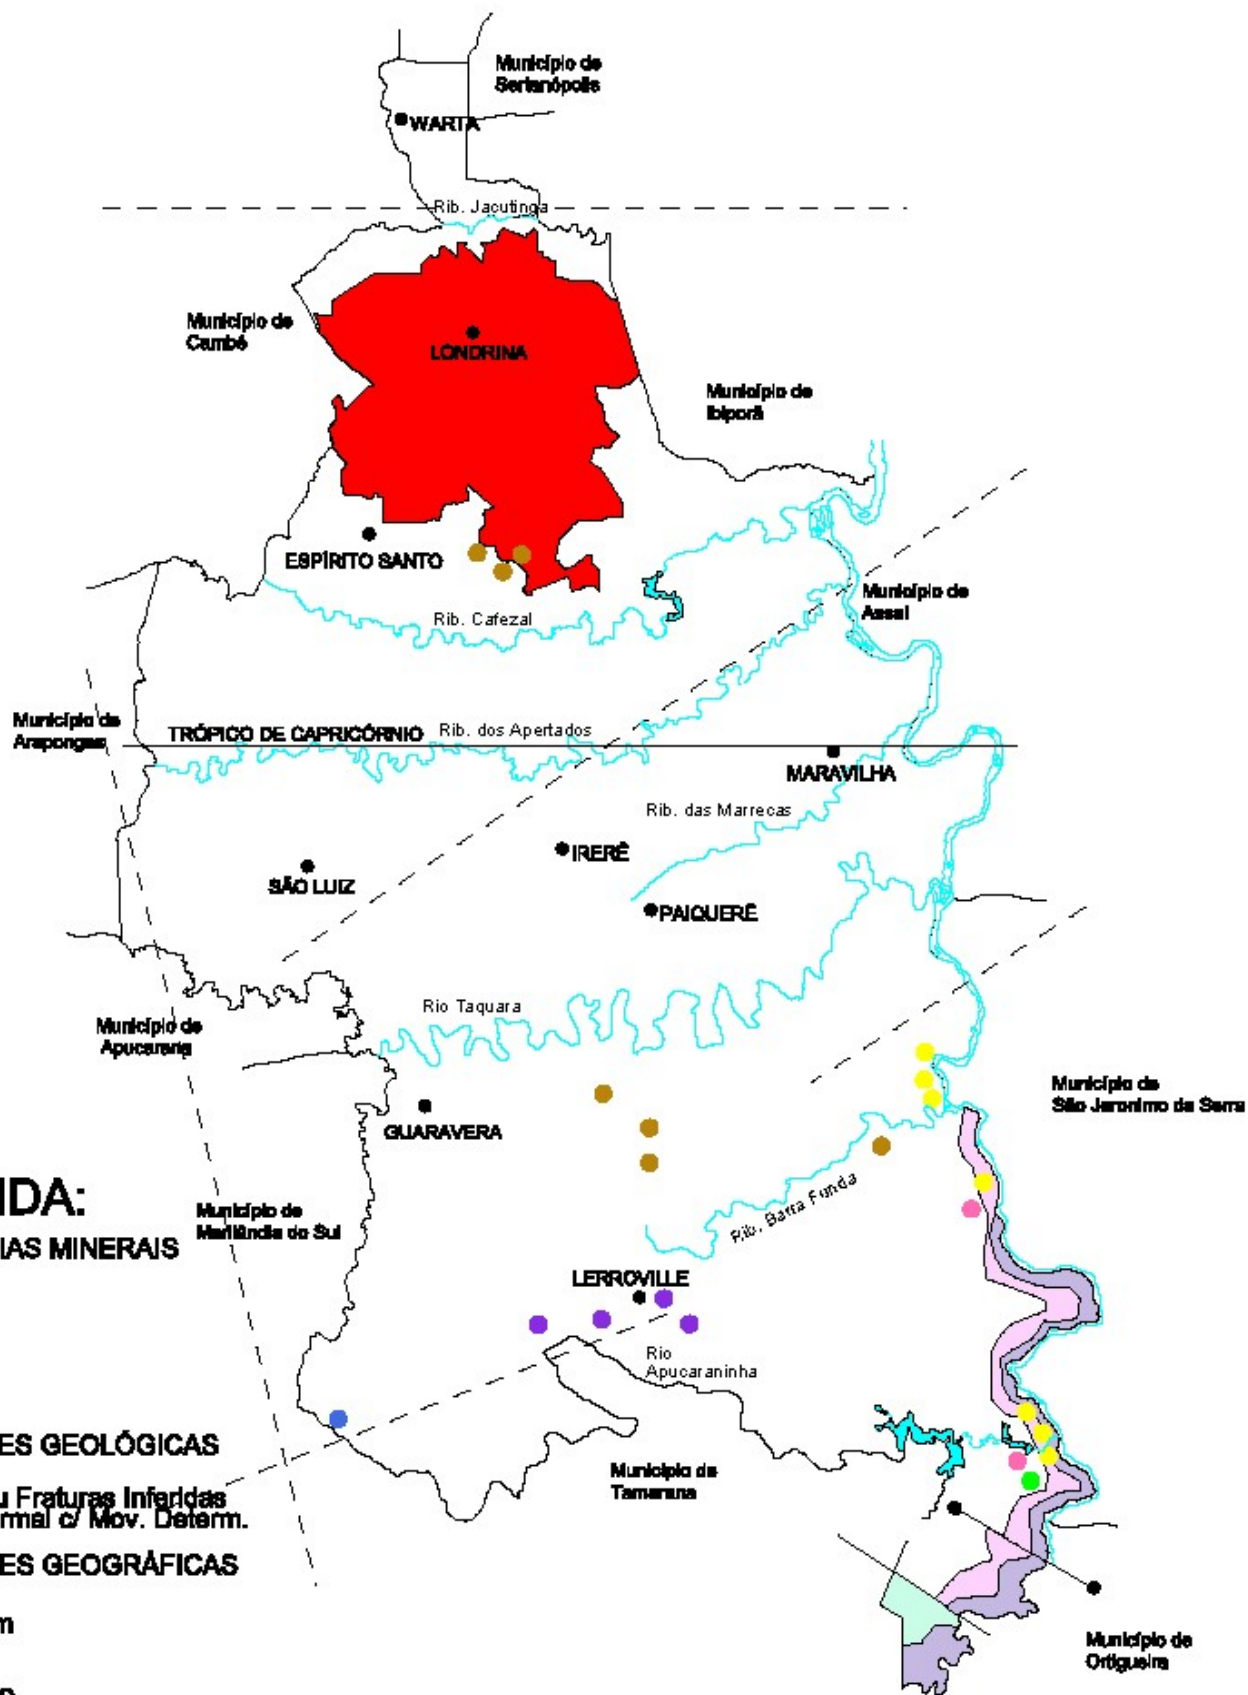 Município de
Sertanópolis
WARTA
Rib. Jacutinga
Município de
Cambé
LONDRINA
Município de
Ibiporã
ESPÍRITO SANTO
Município de
Assaí
Rib. Cafezal
Município de
Arapongas
TRÓPICO DE CAPRICÓRNIO
Rib. dos Apertados
MARAVILHA
Rib. das Marrecas
IRERÊ
SÃO LUIZ
PAIQUERÊ
Rio Taquara
Município de
Apucarana
Município de
São Jeronimo da Serra
GUARAVERA
NDA:
Município de
Marilândia do Sul
IAS MINERAIS
Rib. Barra Funda
LERROVILLE
Rio
Apucaraninha
ES GEOLÓGICAS
Município de
Tamarana
u Fraturas Inferidas
rmal c/ Mov. Determ.
ES GEOGRÁFICAS
m
Município de
Ortigueira